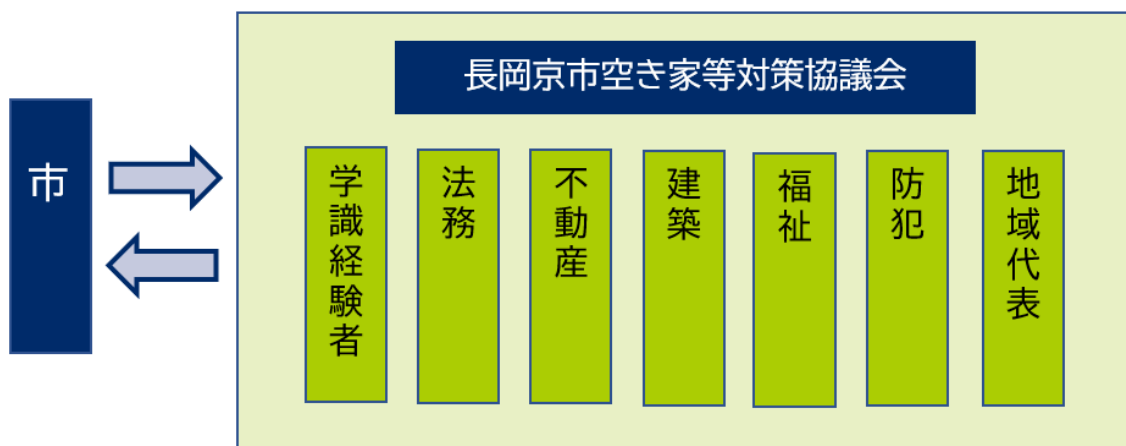 長岡京市空き家等対策協議会
市
学識経験者
法務
不動産
建築
福祉
防犯
地域代表